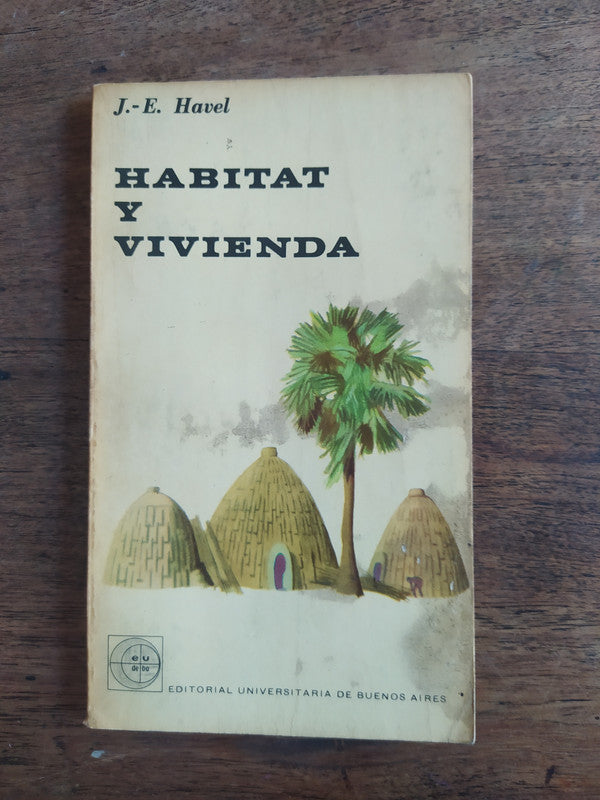 J.-E. Havel
HABITAT
Y
VIVIENDA
eu
de ba
EDITORIAL UNIVERSITARIA DE BUENOS AIRES